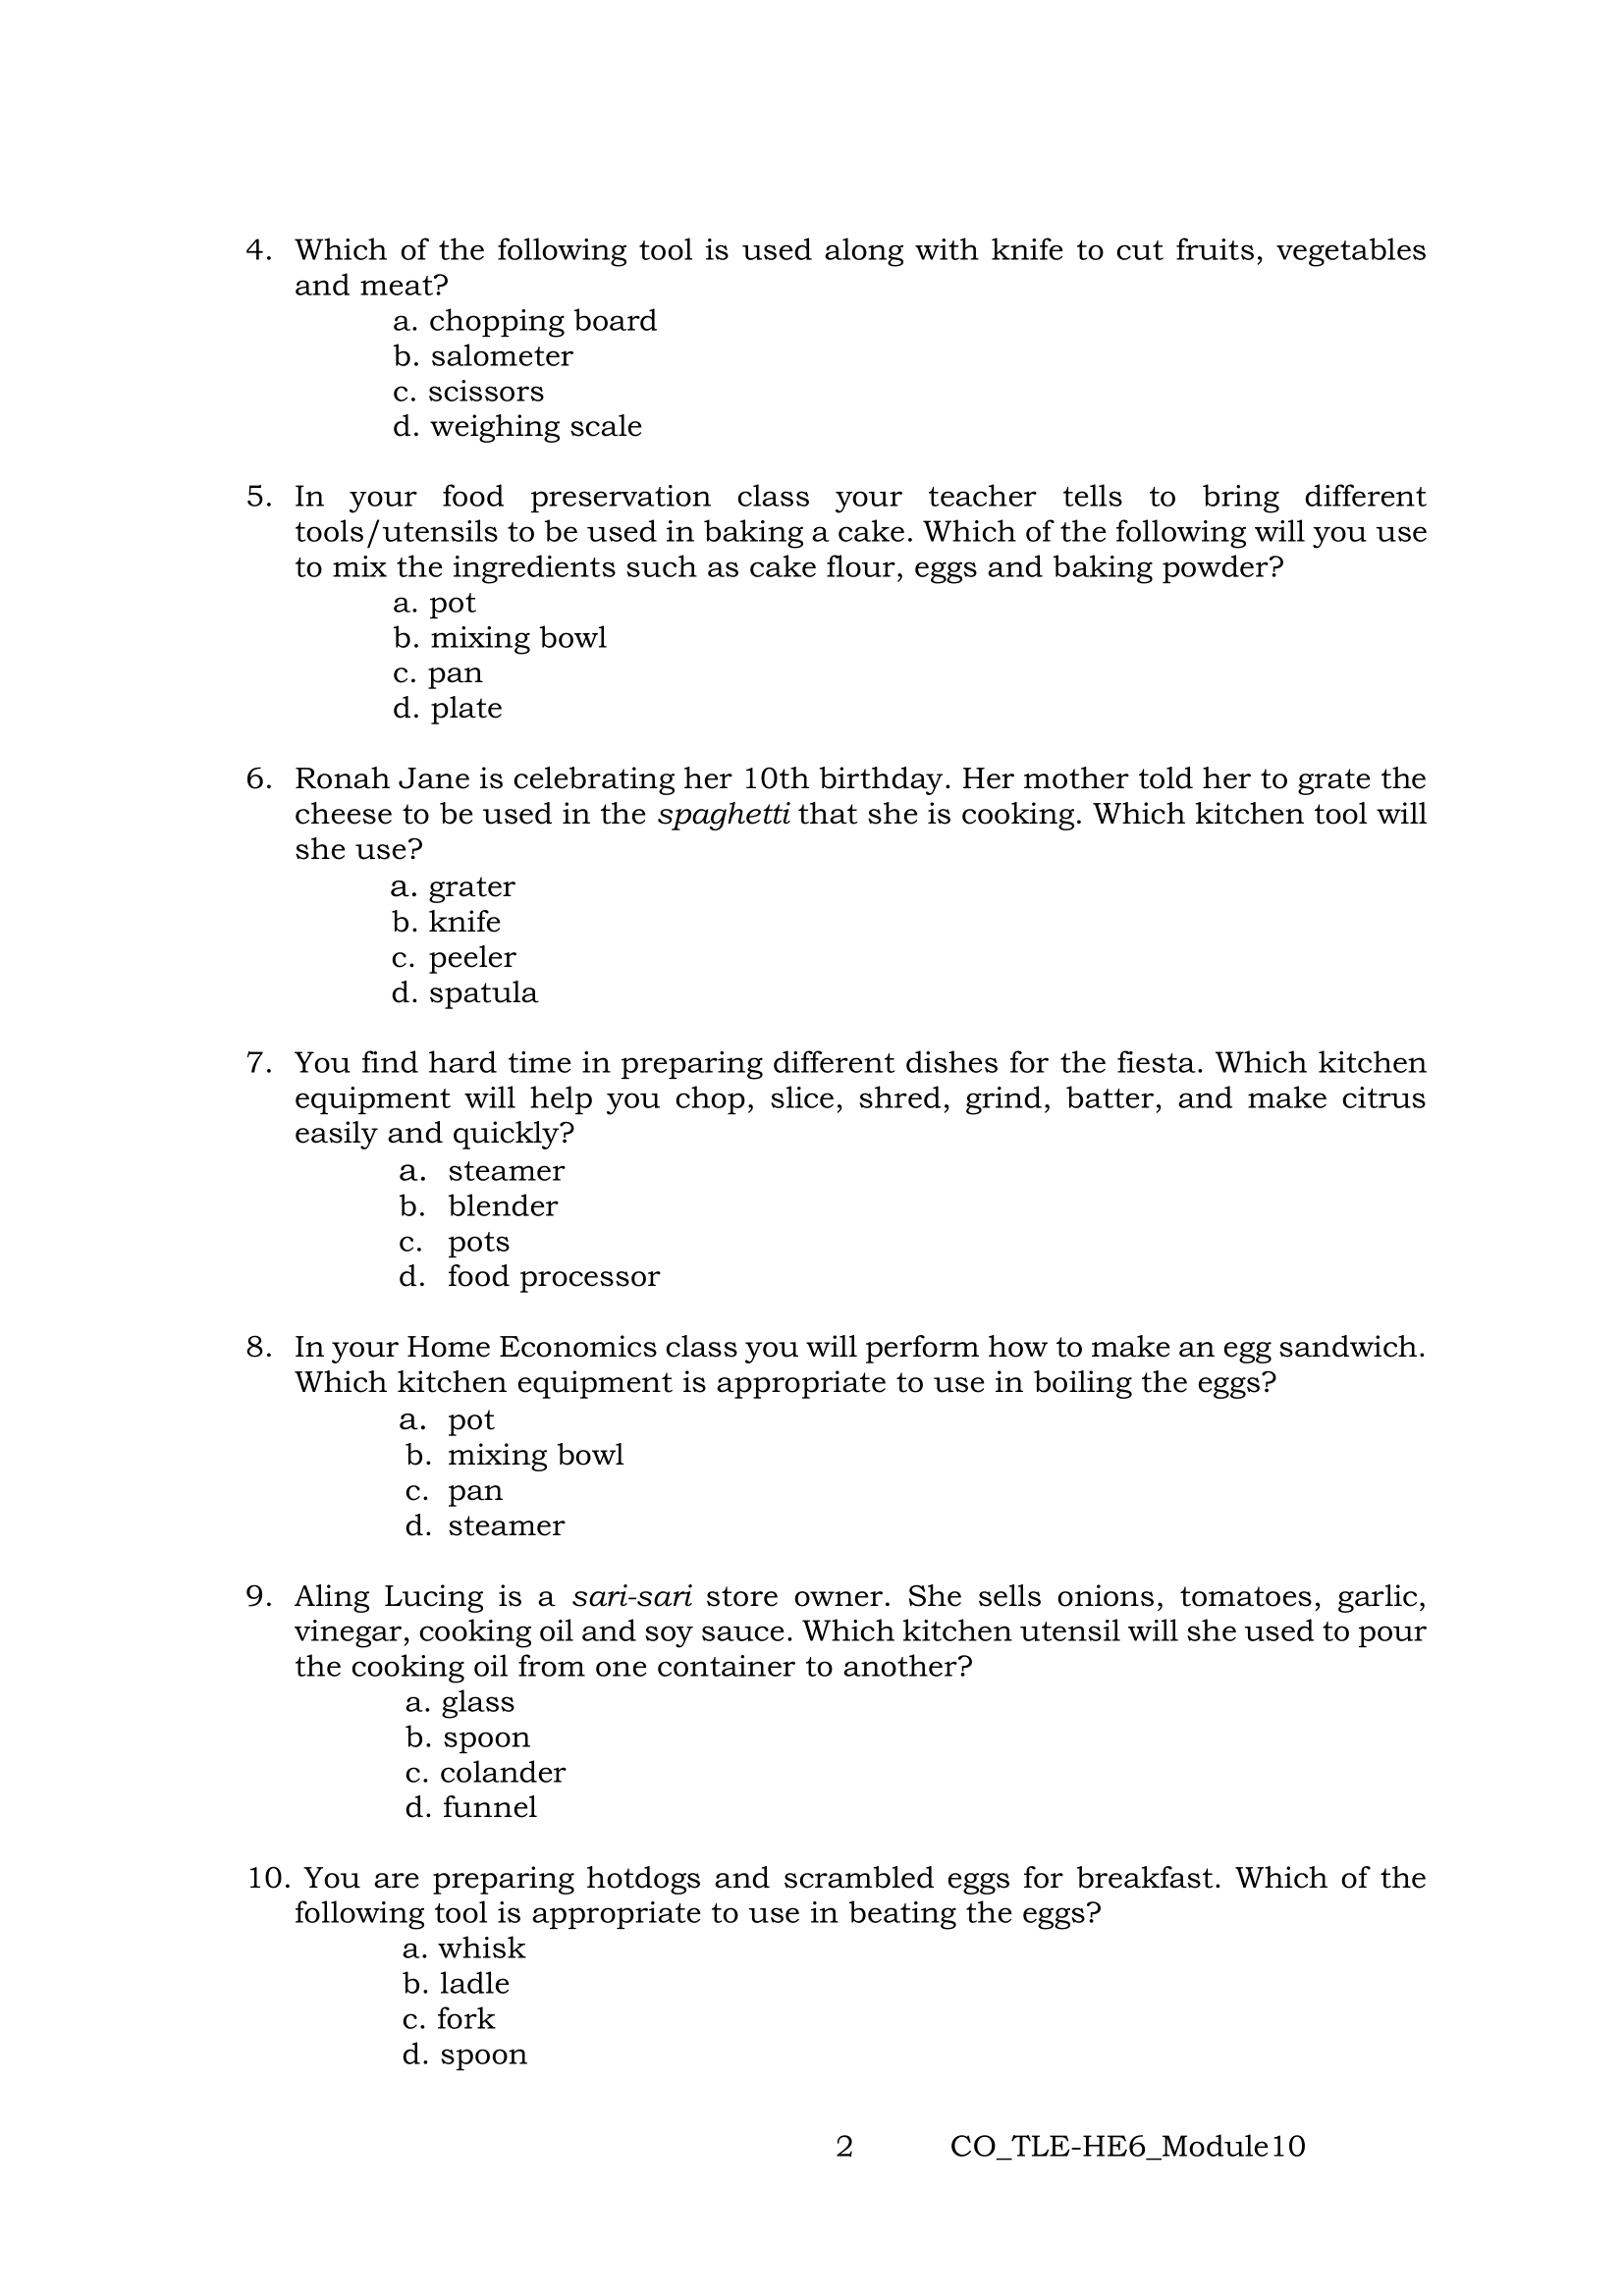 4. Which of the following tool is used along with knife to cut fruits, vegetables
and meat?
a. chopping board
b. salometer
c. scissors
d. weighing scale
5. In your food preservation class your teacher tells to bring different
tools/utensils to be used in baking a cake. Which of the following will you use
to mix the ingredients such as cake flour, eggs and baking powder?
a. pot
b. mixing bowl
c. pan
d. plate
6. Ronah Jane is celebrating her 10th birthday. Her mother told her to grate the
cheese to be used in the spaghetti that she is cooking. Which kitchen tool will
she use?
a. grater
b. knife
c. peeler
d. spatula
7. You find hard time in preparing different dishes for the fiesta. Which kitchen
equipment will help you chop, slice, shred, grind, batter, and make citrus
easily and quickly?
a. steamer
b. blender
c. pots
d. food processor
8. In your Home Economics class you will perform how to make an egg sandwich.
Which kitchen equipment is appropriate to use in boiling the eggs?
a. pot
b. mixing bowl
c. pan
d. steamer
9. Aling Lucing is a sari-sari store owner. She sells onions, tomatoes, garlic,
vinegar, cooking oil and soy sauce. Which kitchen utensil will she used to pour
the cooking oil from one container to another?
a. glass
b. spoon
c. colander
d. funnel
10. You are preparing hotdogs and scrambled eggs for breakfast. Which of the
following tool is appropriate to use in beating the eggs?
a. whisk
b. ladle
c. fork
d. spoon
2 CO_TLE-HE6_Module10